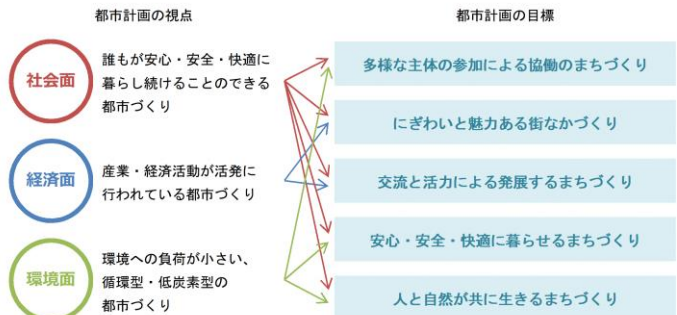 都市計画の視点
都市計画の目標
社会面
誰もが安心・安全・快適に
暮らし続けることのできる
都市づくり
経済面
産業・経済活動が活発に
行われている都市づくり
環境面
環境への負荷が小さい、
循環型・低炭素型の
都市づくり
多様な主体の参加による協働のまちづくり
にぎわいと魅力ある街なかづくり
交流と活力による発展するまちづくり
安心・安全・快適に暮らせるまちづくり
人と自然が共に生きるまちづくり